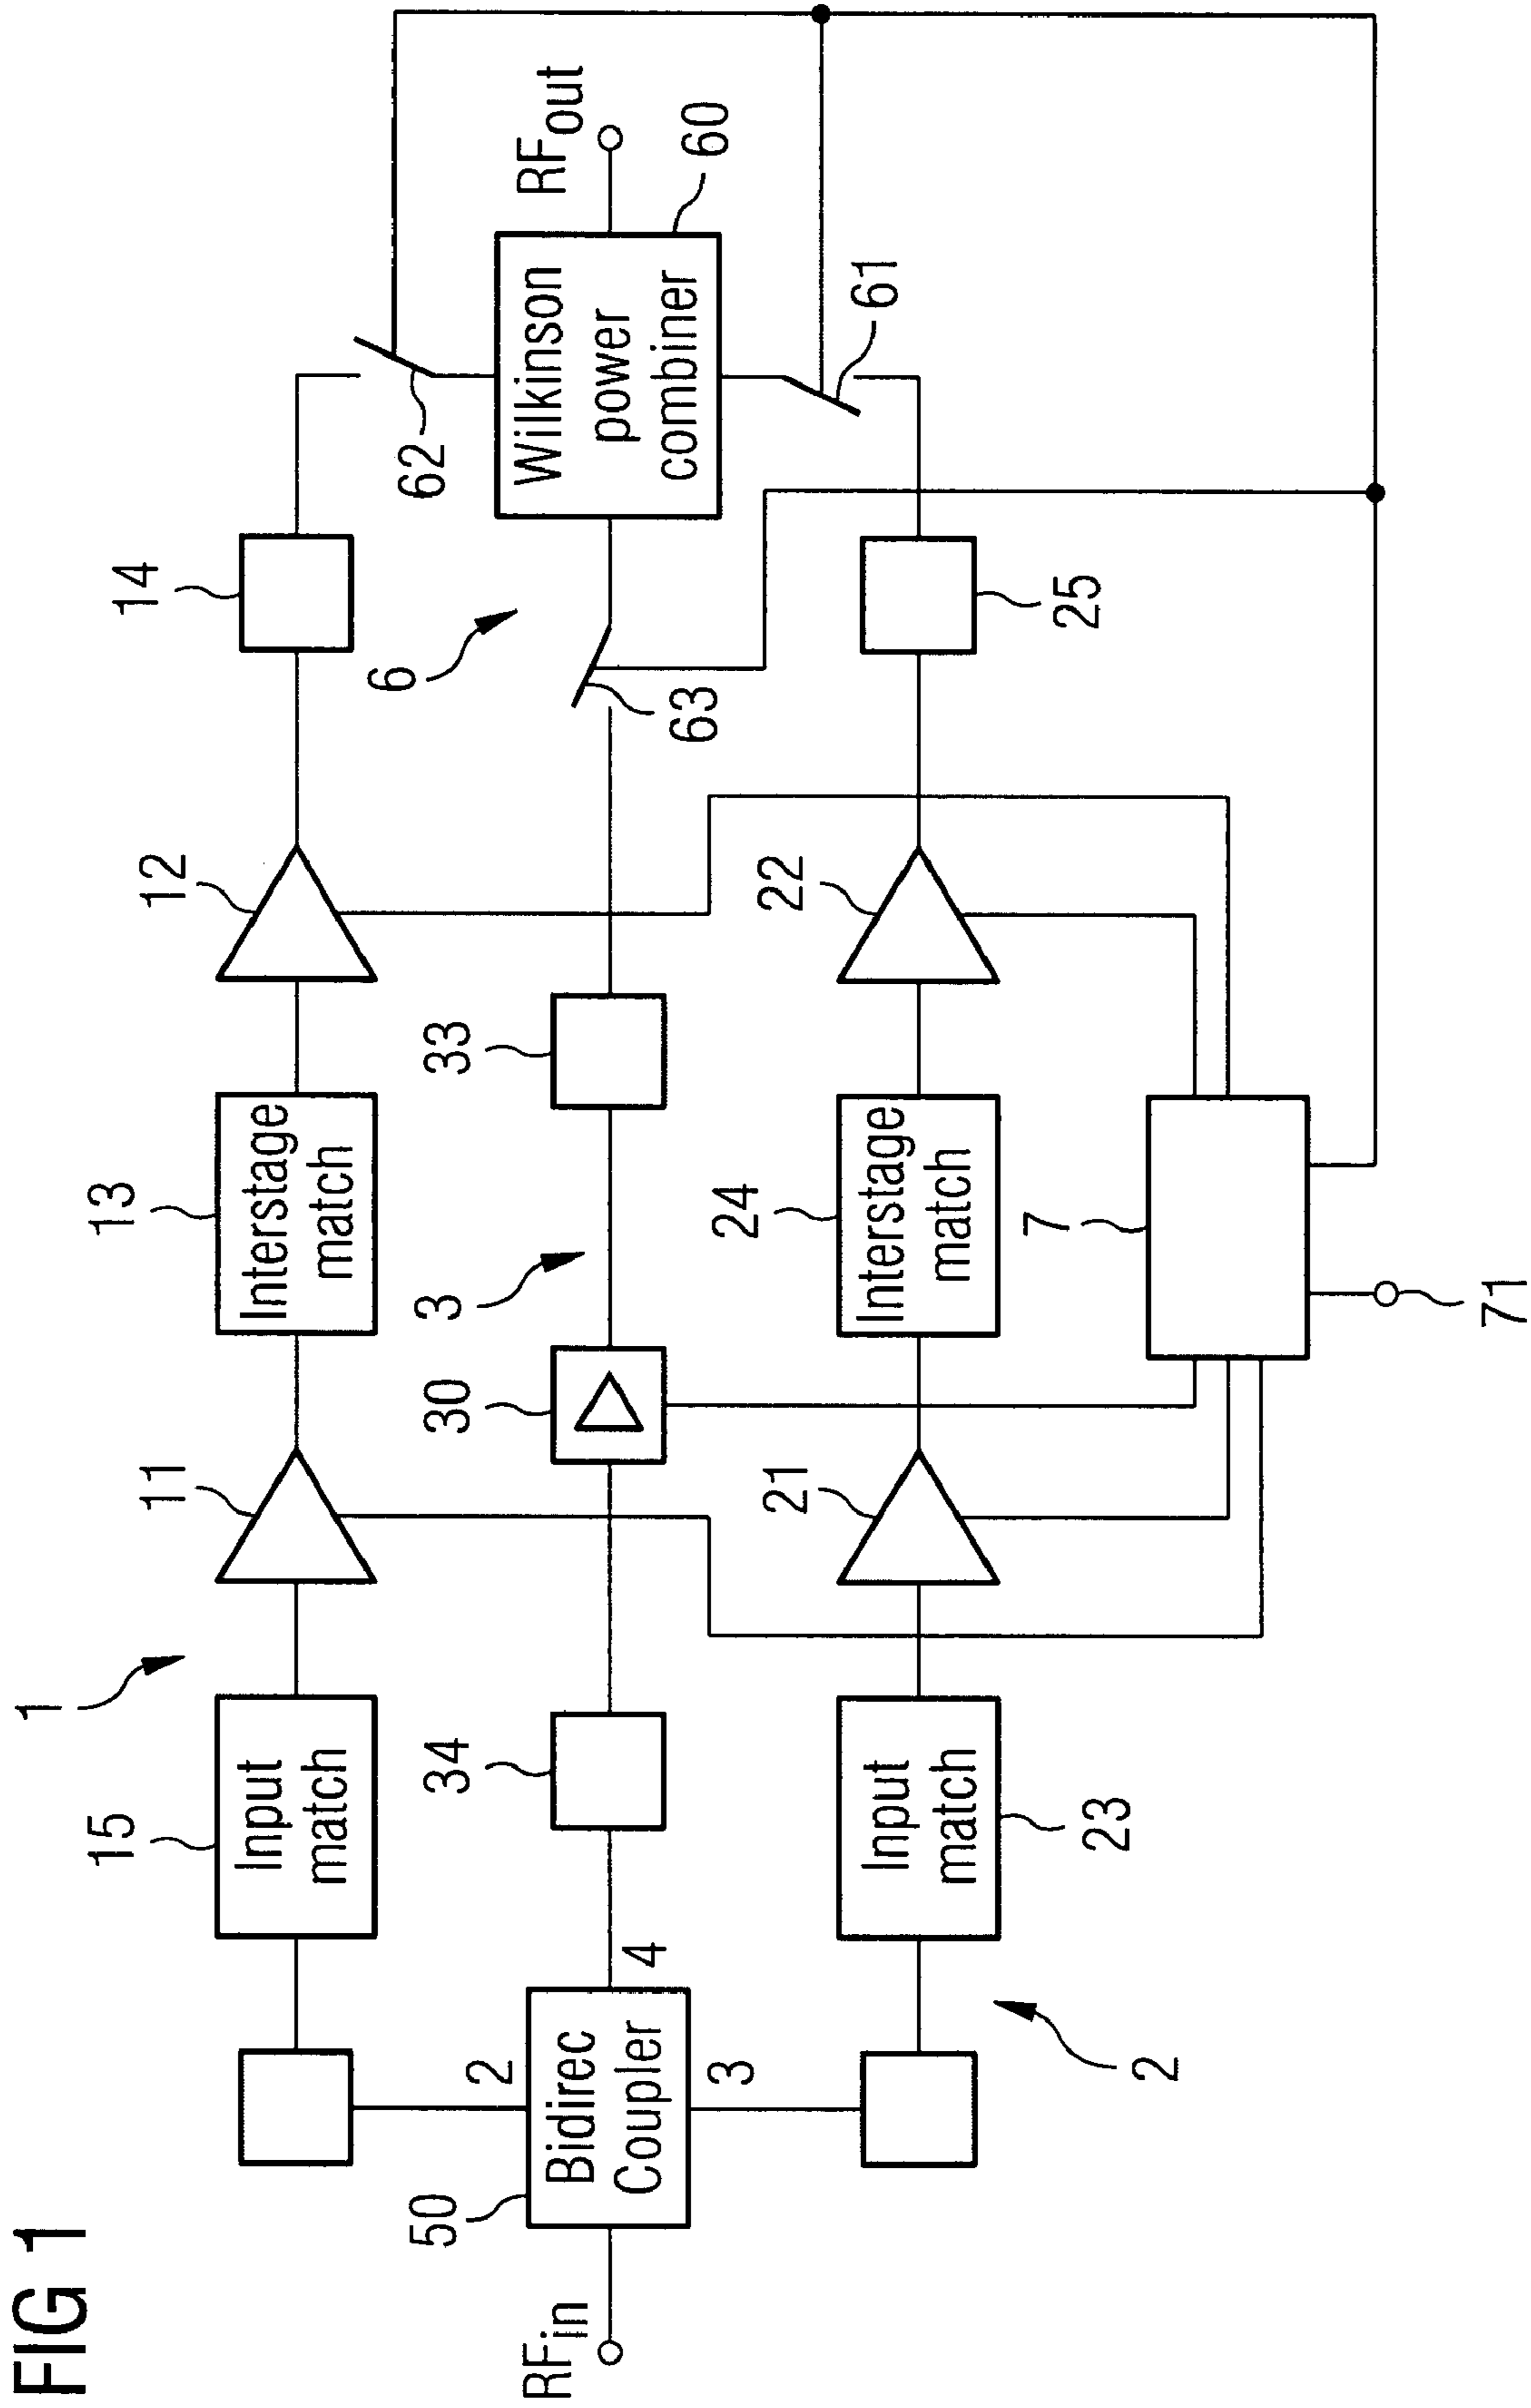 FIG 1
1
15
Input
match
11
13
Interstage
match
12
14
62
RFin
50
Bidirec
Coupler
2
3
4
34
30
3
33
6
63
Wilkinson
power
combiner
60
RFout
61
2
23
Input
match
21
24
Interstage
match
22
25
7
71